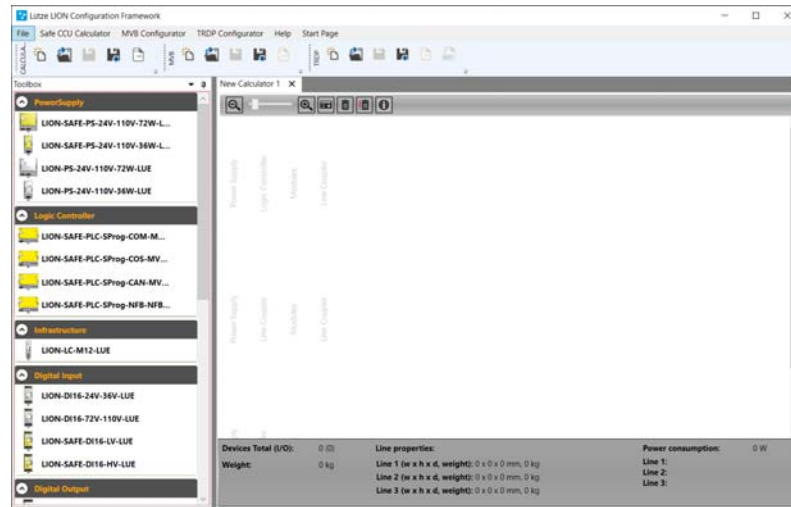 Lutze LION Configuration Framework
File Safe CCU Calculator MVB Configurator TRDP Configurator Help Start Page
CALCULA.. MVB TRDP
Toolbox
New Calculator 1
PowerSupply
LION-SAFE-PS-24V-110V-72W-L...
LION-SAFE-PS-24V-110V-36W-L...
LION-PS-24V-110V-72W-LUE
LION-PS-24V-110V-36W-LUE
Logic Controller
LION-SAFE-PLC-SProg-COM-M...
LION-SAFE-PLC-SProg-COS-MV...
LION-SAFE-PLC-SProg-CAN-MV...
LION-SAFE-PLC-SProg-NFB-NFB...
Infrastructure
LION-LC-M12-LUE
Digital Input
LION-DI16-24V-36V-LUE
LION-DI16-72V-110V-LUE
LION-SAFE-DI16-LV-LUE
LION-SAFE-DI16-HV-LUE
Digital Output
Power Supply
Logic Controller
Modules
Line Coupler
Power Supply
Line Coupler
Modules
Line Coupler
Devices Total (I/O): 0 (0)
Weight: 0 kg
Line properties:
Line 1 (w x h x d, weight): 0 x 0 x 0 mm, 0 kg
Line 2 (w x h x d, weight): 0 x 0 x 0 mm, 0 kg
Line 3 (w x h x d, weight): 0 x 0 x 0 mm, 0 kg
Power consumption: 0 W
Line 1:
Line 2:
Line 3: